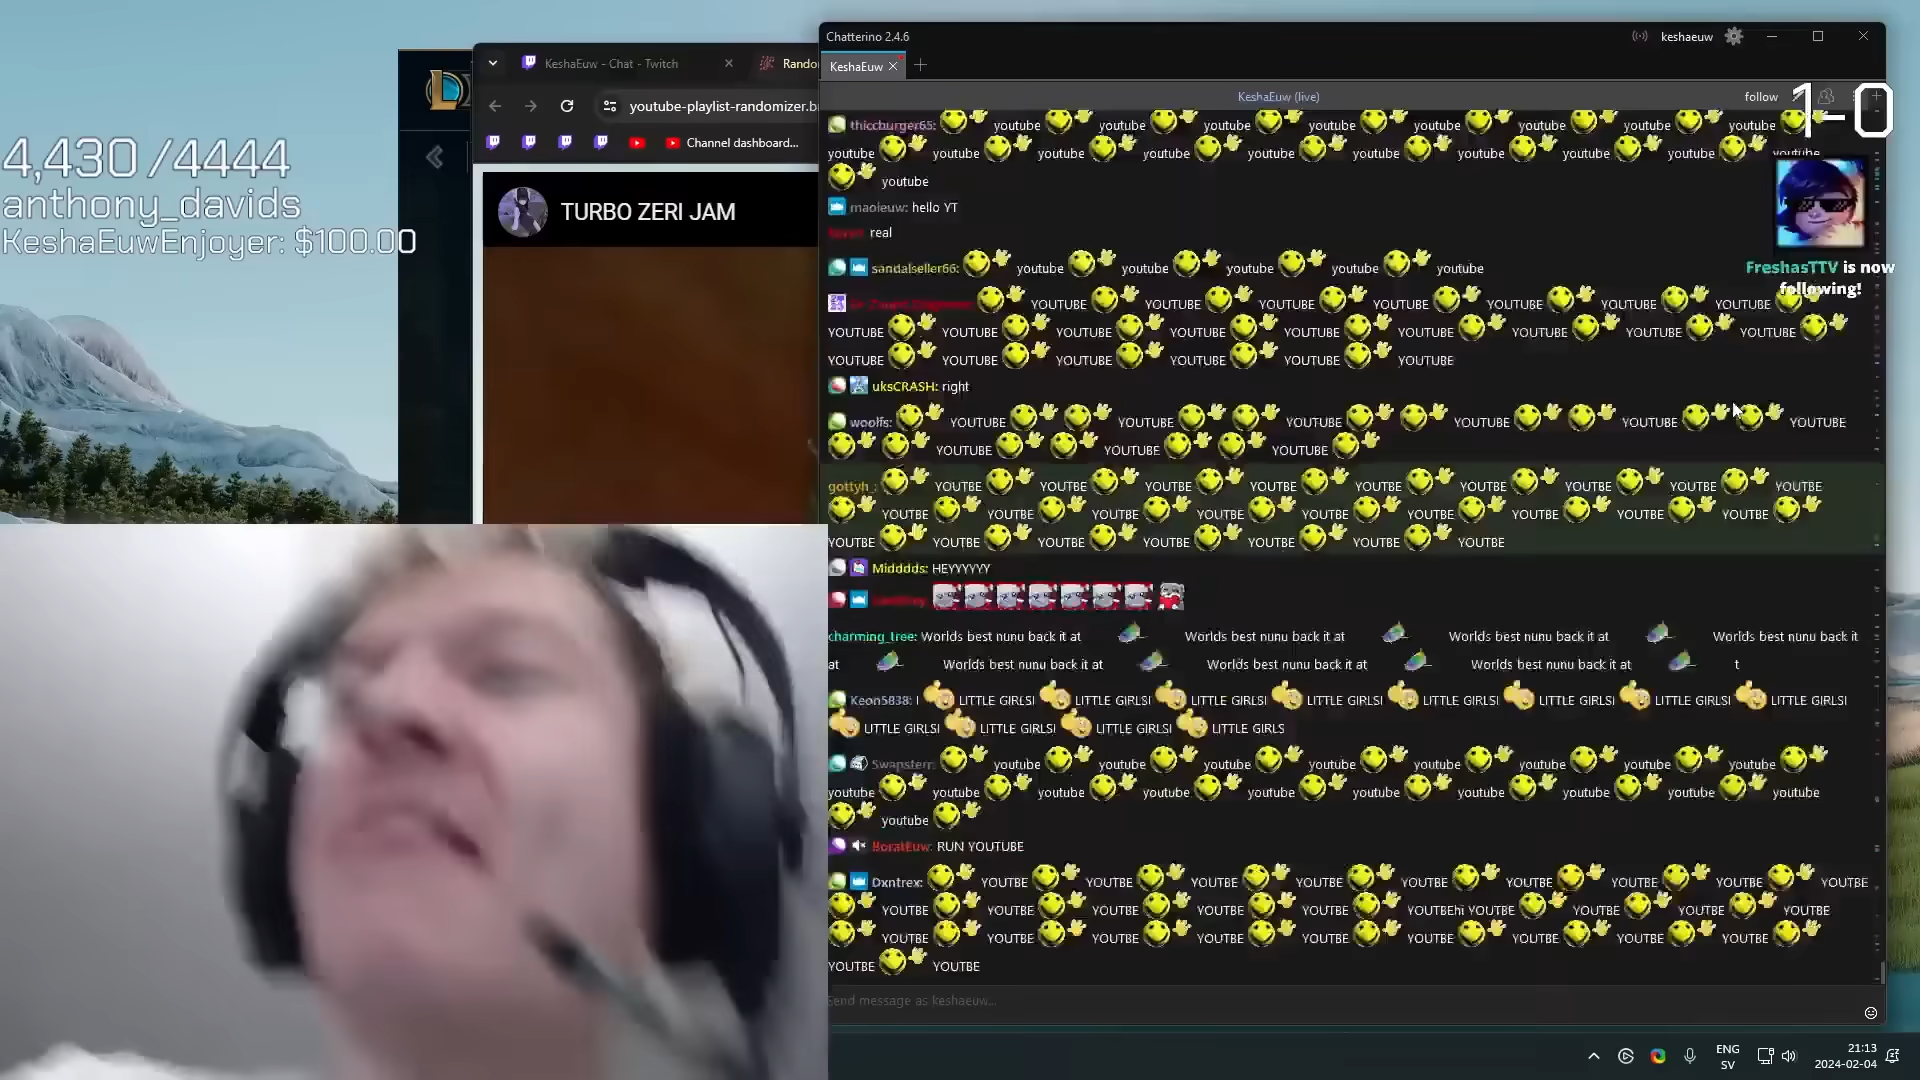 Chatterino 2.4.6
keshaeuw
KeshaEuw
KeshaEuw - Chat - Twitch
Rando
youtube-playlist-randomizer.b
Channel dashboard...
KeshaEuw (live)
follow
1-0
4,430 /4444
anthony_davids
KeshaEuwEnjoyer: $100.00
TURBO ZERI JAM
FreshasTTV is now
following!
thiccburger65: youtube youtube youtube youtube youtube youtube youtube youtube
youtube youtube youtube youtube youtube youtube youtube youtube youtube youtube
youtube
maoieuw: hello YT
real
sandalseller66: youtube youtube youtube youtube youtube
YOUTUBE YOUTUBE YOUTUBE YOUTUBE YOUTUBE YOUTUBE YOUTUBE
YOUTUBE YOUTUBE YOUTUBE YOUTUBE YOUTUBE YOUTUBE YOUTUBE YOUTUBE YOUTUBE
YOUTUBE YOUTUBE YOUTUBE YOUTUBE YOUTUBE YOUTUBE
uksCRASH: right
woolfs: YOUTUBE YOUTUBE YOUTUBE YOUTUBE YOUTUBE YOUTUBE
YOUTUBE YOUTUBE YOUTUBE
gottyh_: YOUTBE YOUTBE YOUTBE YOUTBE YOUTBE YOUTBE YOUTBE YOUTBE YOUTBE
YOUTBE YOUTBE YOUTBE YOUTBE YOUTBE YOUTBE YOUTBE YOUTBE YOUTBE
YOUTBE YOUTBE YOUTBE YOUTBE YOUTBE YOUTBE YOUTBE
Midddds: HEYYYYYY
charming_tree: Worlds best nunu back it at Worlds best nunu back it at Worlds best nunu back it at Worlds best nunu back it
at Worlds best nunu back it at Worlds best nunu back it at Worlds best nunu back it at t
Keon5838: I LITTLE GIRLS! LITTLE GIRLS! LITTLE GIRLS! LITTLE GIRLS! LITTLE GIRLS! LITTLE GIRLS! LITTLE GIRLS! LITTLE GIRLS!
LITTLE GIRLS! LITTLE GIRLS! LITTLE GIRLS! LITTLE GIRLS
Swapsterr: youtube youtube youtube youtube youtube youtube youtube youtube
youtube youtube youtube youtube youtube youtube youtube youtube youtube youtube
youtube
BoratEuw: RUN YOUTUBE
Dxntrex: YOUTBE YOUTBE YOUTBE YOUTBE YOUTBE YOUTBE YOUTBE YOUTBE YOUTBE
YOUTBE YOUTBE YOUTBE YOUTBE YOUTBE YOUTBEhi YOUTBE YOUTBE YOUTBE YOUTBE
YOUTBE YOUTBE YOUTBE YOUTBE YOUTBE YOUTBE YOUTBE YOUTBE YOUTBE
YOUTBE YOUTBE
Send message as keshaeuw...
ENG
SV
21:13
2024-02-04